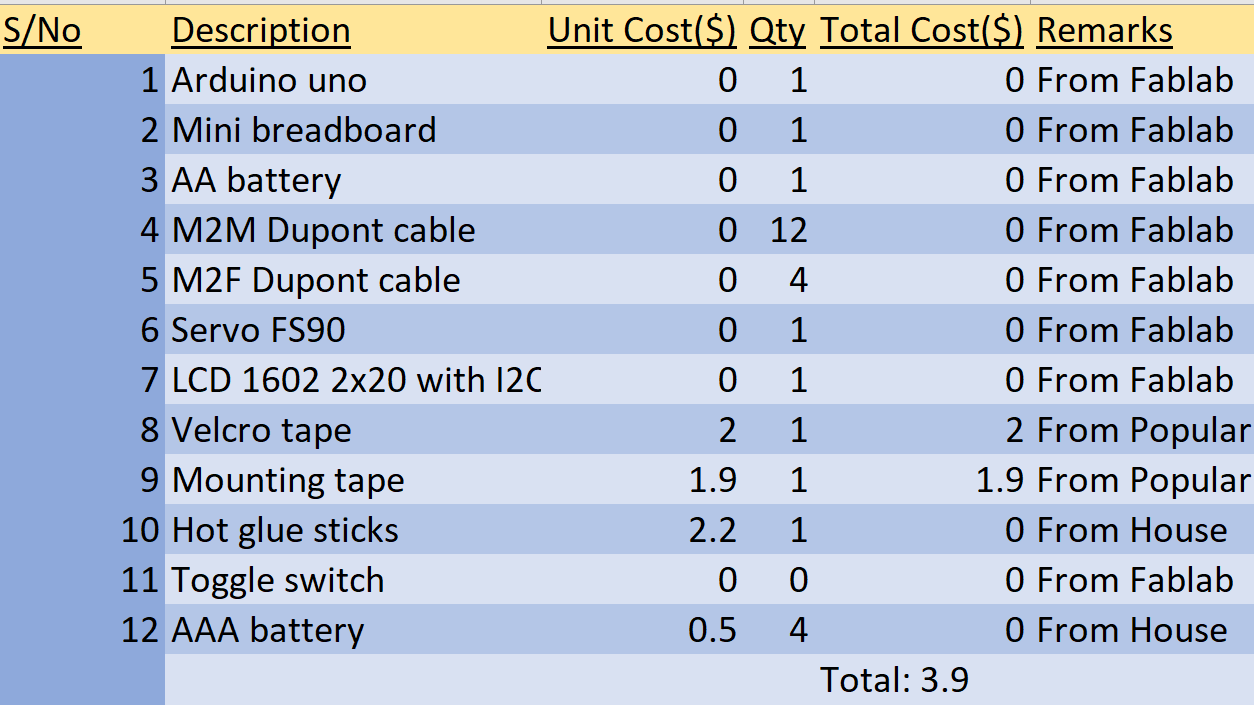 S/No Description Unit Cost($) Qty Total Cost($) Remarks
1 Arduino uno 0 1 0 From Fablab
2 Mini breadboard 0 1 0 From Fablab
3 AA battery 0 1 0 From Fablab
4 M2M Dupont cable 0 12 0 From Fablab
5 M2F Dupont cable 0 4 0 From Fablab
6 Servo FS90 0 1 0 From Fablab
7 LCD 1602 2x20 with I2C 0 1 0 From Fablab
8 Velcro tape 2 1 2 From Popular
9 Mounting tape 1.9 1 1.9 From Popular
10 Hot glue sticks 2.2 1 0 From House
11 Toggle switch 0 0 0 From Fablab
12 AAA battery 0.5 4 0 From House
Total: 3.9